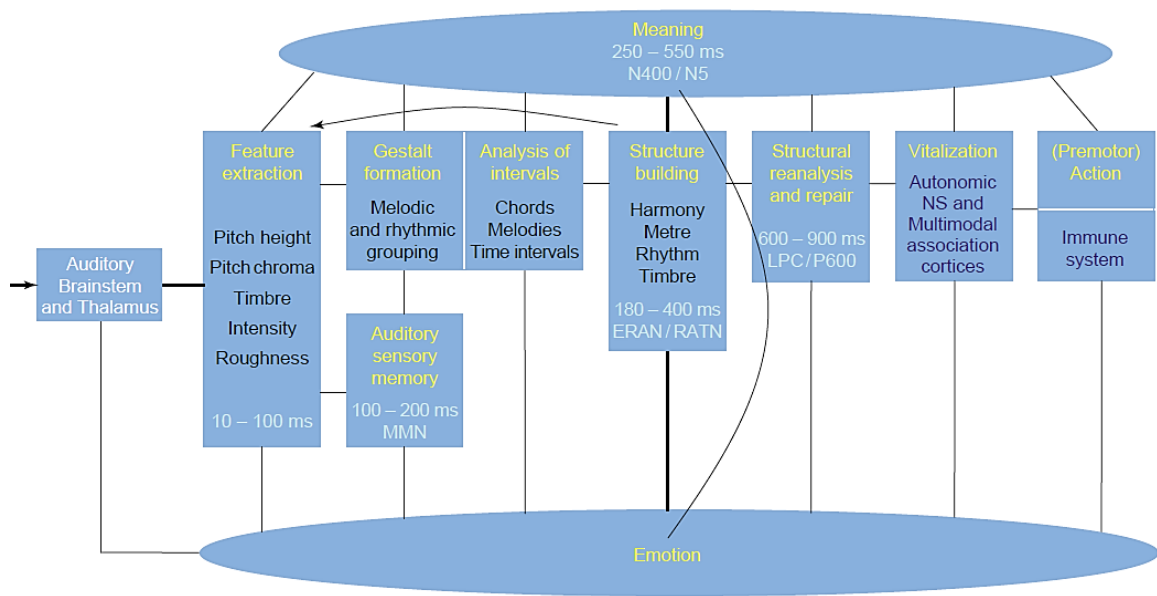 Meaning
250 – 550 ms
N400 / N5
Feature
extraction
Pitch height
Pitch chroma
Timbre
Intensity
Roughness
10 – 100 ms
Gestalt
formation
Melodic
and rhythmic
grouping
Analysis of
intervals
Chords
Melodies
Time intervals
Structure
building
Harmony
Metre
Rhythm
Timbre
180 – 400 ms
ERAN / RATN
Structural
reanalysis
and repair
600 – 900 ms
LPC / P600
Vitalization
Autonomic
NS and
Multimodal
association
cortices
(Premotor)
Action
Immune
system
Auditory
Brainstem
and Thalamus
Auditory
sensory
memory
100 – 200 ms
MMN
Emotion